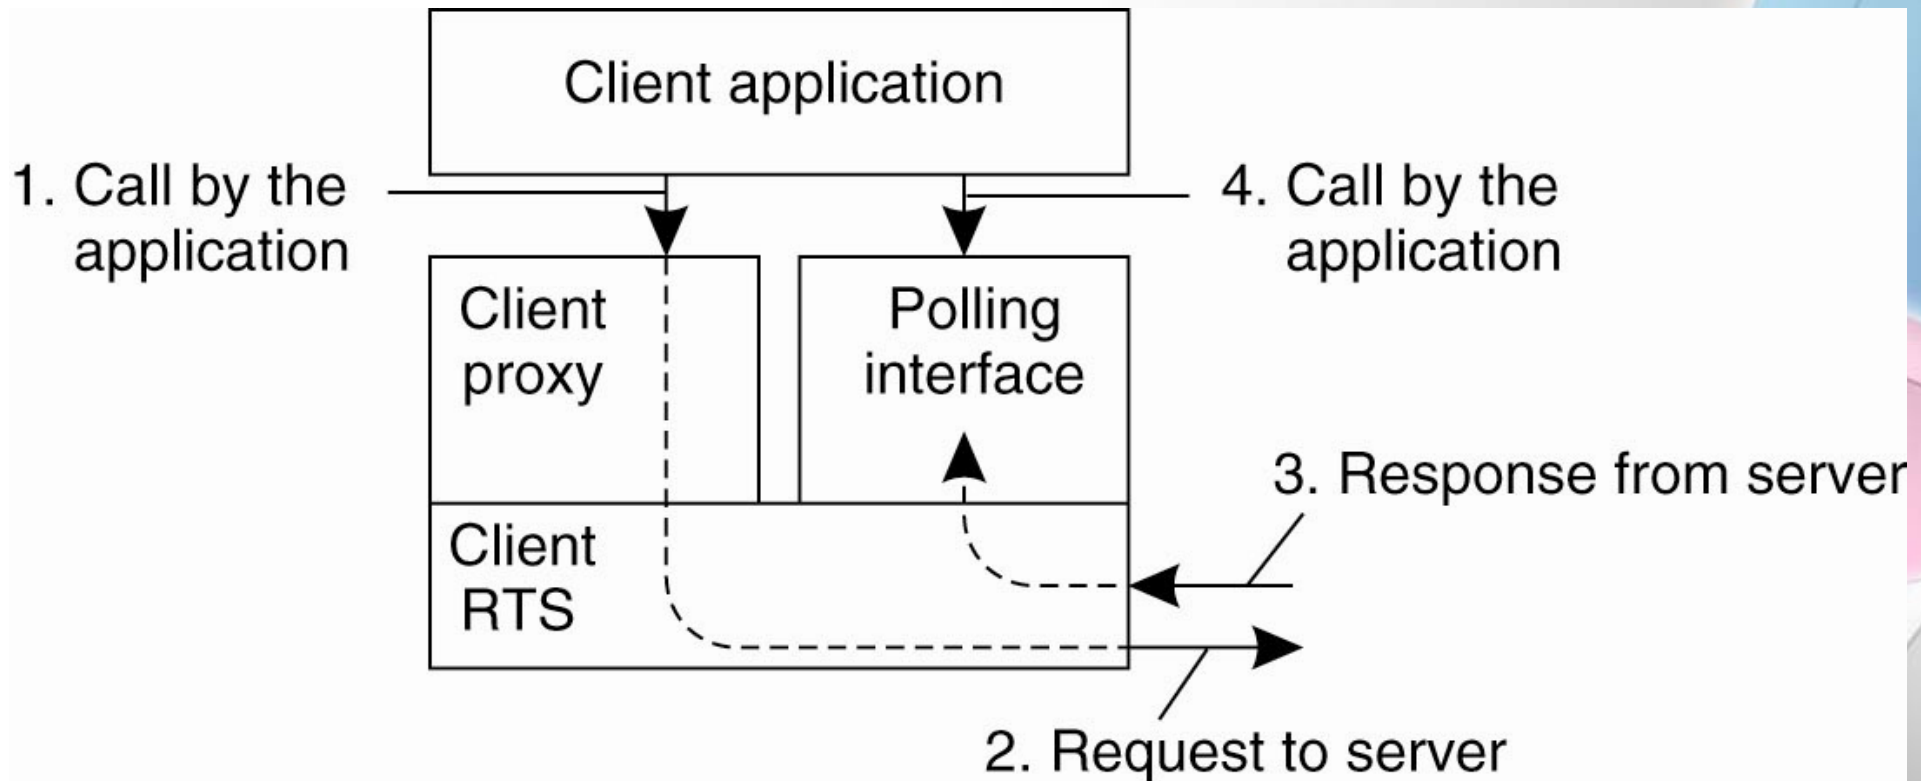 Client application
1. Call by the
application
4. Call by the
application
Client
proxy
Polling
interface
3. Response from server
Client
RTS
2. Request to server